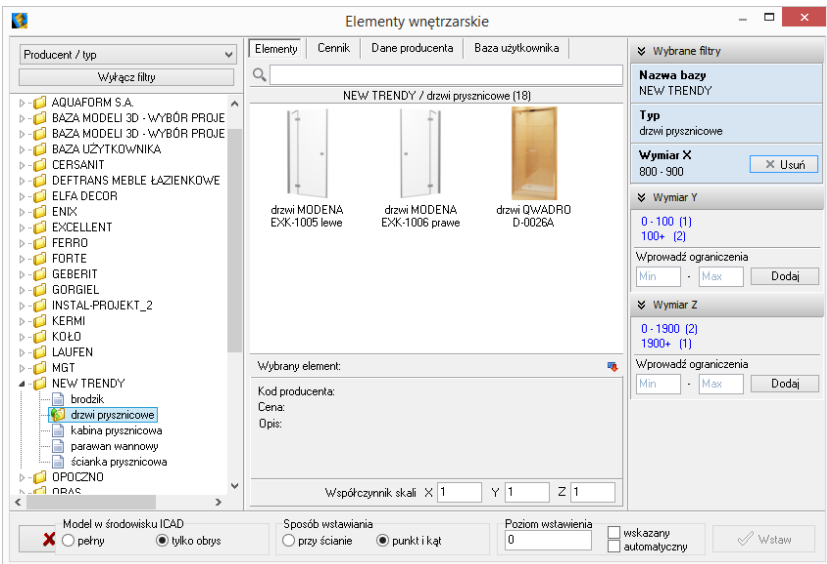 Elementy wnętrzarskie
Producent / typ
Wyłącz filtry
AQUAFORM S.A.
BAZA MODELI 3D - WYBÓR PROJE
BAZA MODELI 3D - WYBÓR PROJE
BAZA UŻYTKOWNIKA
CERSANIT
DEFTRANS MEBLE ŁAZIENKOWE
ELFA DECOR
ENIX
EXCELLENT
FERRO
FORTE
GEBERIT
GORGIEL
INSTAL-PROJEKT_2
KERMI
KOŁO
LAUFEN
MGT
NEW TRENDY
brodzik
drzwi prysznicowe
kabina prysznicowa
parawan wannowy
ścianka prysznicowa
OPOCZNO
ORAS
Elementy Cennik Dane producenta Baza użytkownika
NEW TRENDY / drzwi prysznicowe (18)
drzwi MODENA EXK-1005 lewe
drzwi MODENA EXK-1006 prawe
drzwi QWADRO D-0026A
Wybrany element:
Kod producenta:
Cena:
Opis:
Współczynnik skali X 1 Y 1 Z 1
Wybrane filtry
Nazwa bazy
NEW TRENDY
Typ
drzwi prysznicowe
Wymiar X
800 - 900 Usuń
Wymiar Y
0 - 100 (1)
100+ (2)
Wprowadź ograniczenia
Min - Max Dodaj
Wymiar Z
0 - 1900 (2)
1900+ (1)
Wprowadź ograniczenia
Min - Max Dodaj
Model w środowisku ICAD
pełny tylko obrys
Sposób wstawiania
przy ścianie punkt i kąt
Poziom wstawienia
0
wskazany
automatyczny
Wstaw